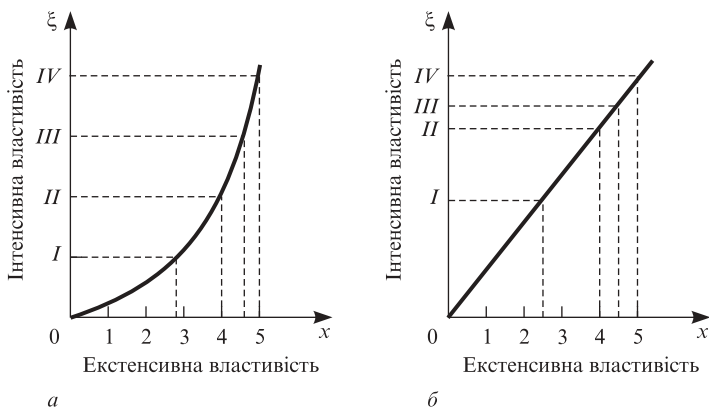 ξ
IV
III
II
I
Інтенсивна властивість
0 1 2 3 4 5 x
Екстенсивна властивість
а
ξ
IV
III
II
I
Інтенсивна властивість
0 1 2 3 4 5 x
Екстенсивна властивість
б